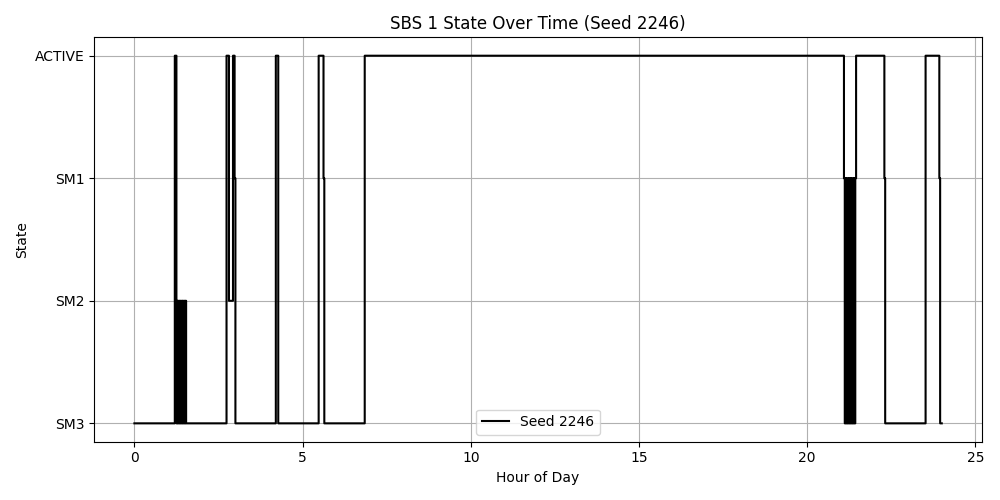 SBS 1 State Over Time (Seed 2246)
ACTIVE
SM1
SM2
SM3
State
0
5
10
15
20
25
Hour of Day
Seed 2246